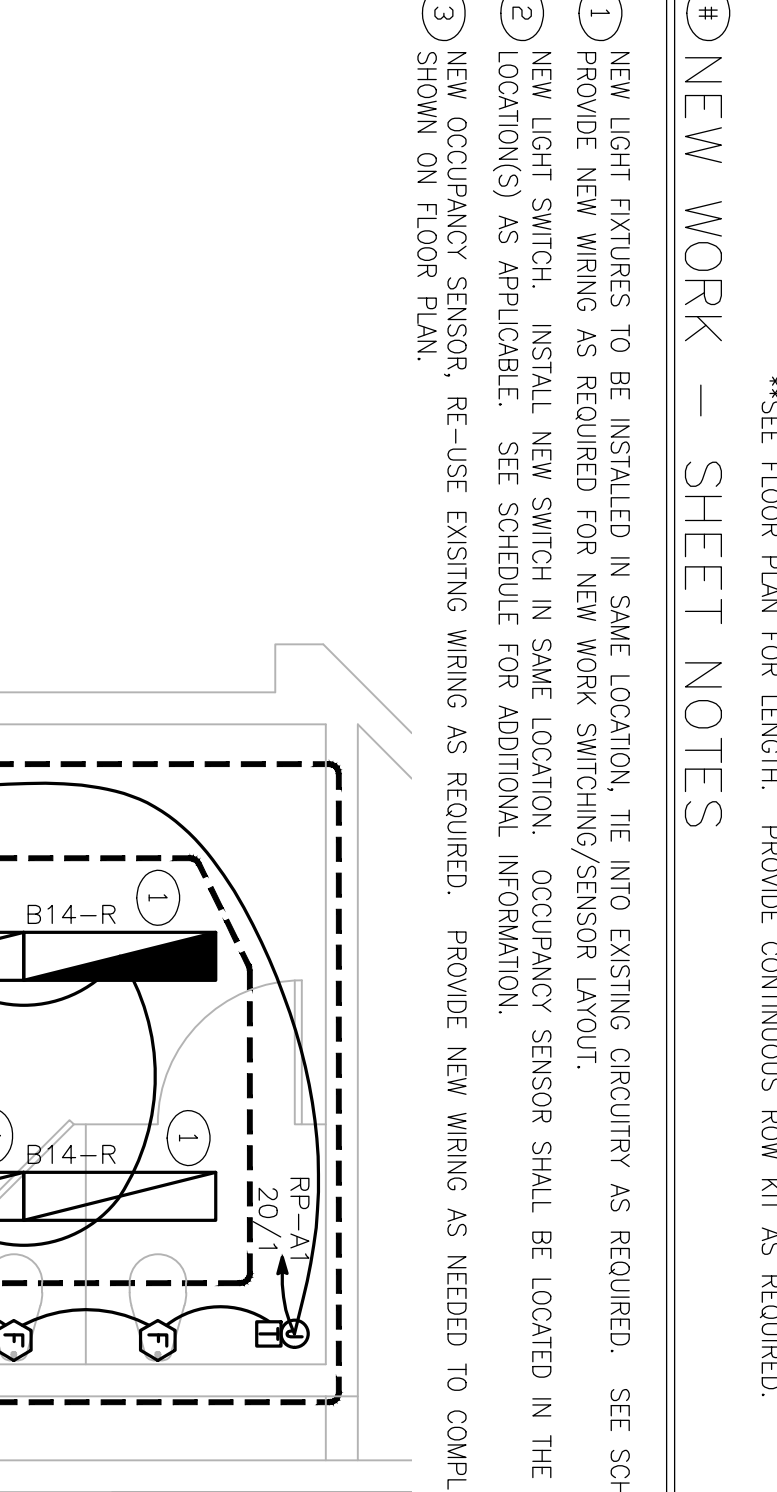 **SEE FLOOR PLAN FOR LENGTH. PROVIDE CONTINUOUS ROW KIT AS REQUIRED.
# NEW WORK - SHEET NOTES
1 NEW LIGHT FIXTURES TO BE INSTALLED IN SAME LOCATION, TIE INTO EXISTING CIRCUITRY AS REQUIRED. SEE SCH
PROVIDE NEW WIRING AS REQUIRED FOR NEW WORK SWITCHING/SENSOR LAYOUT.
2 NEW LIGHT SWITCH. INSTALL NEW SWITCH IN SAME LOCATION. OCCUPANCY SENSOR SHALL BE LOCATED IN THE
LOCATION(S) AS APPLICABLE. SEE SCHEDULE FOR ADDITIONAL INFORMATION.
3 NEW OCCUPANCY SENSOR, RE-USE EXISITNG WIRING AS REQUIRED. PROVIDE NEW WIRING AS NEEDED TO COMPL
SHOWN ON FLOOR PLAN.
B14-R
1
B14-R
1
RP-A1
20/1
F
F
T
J